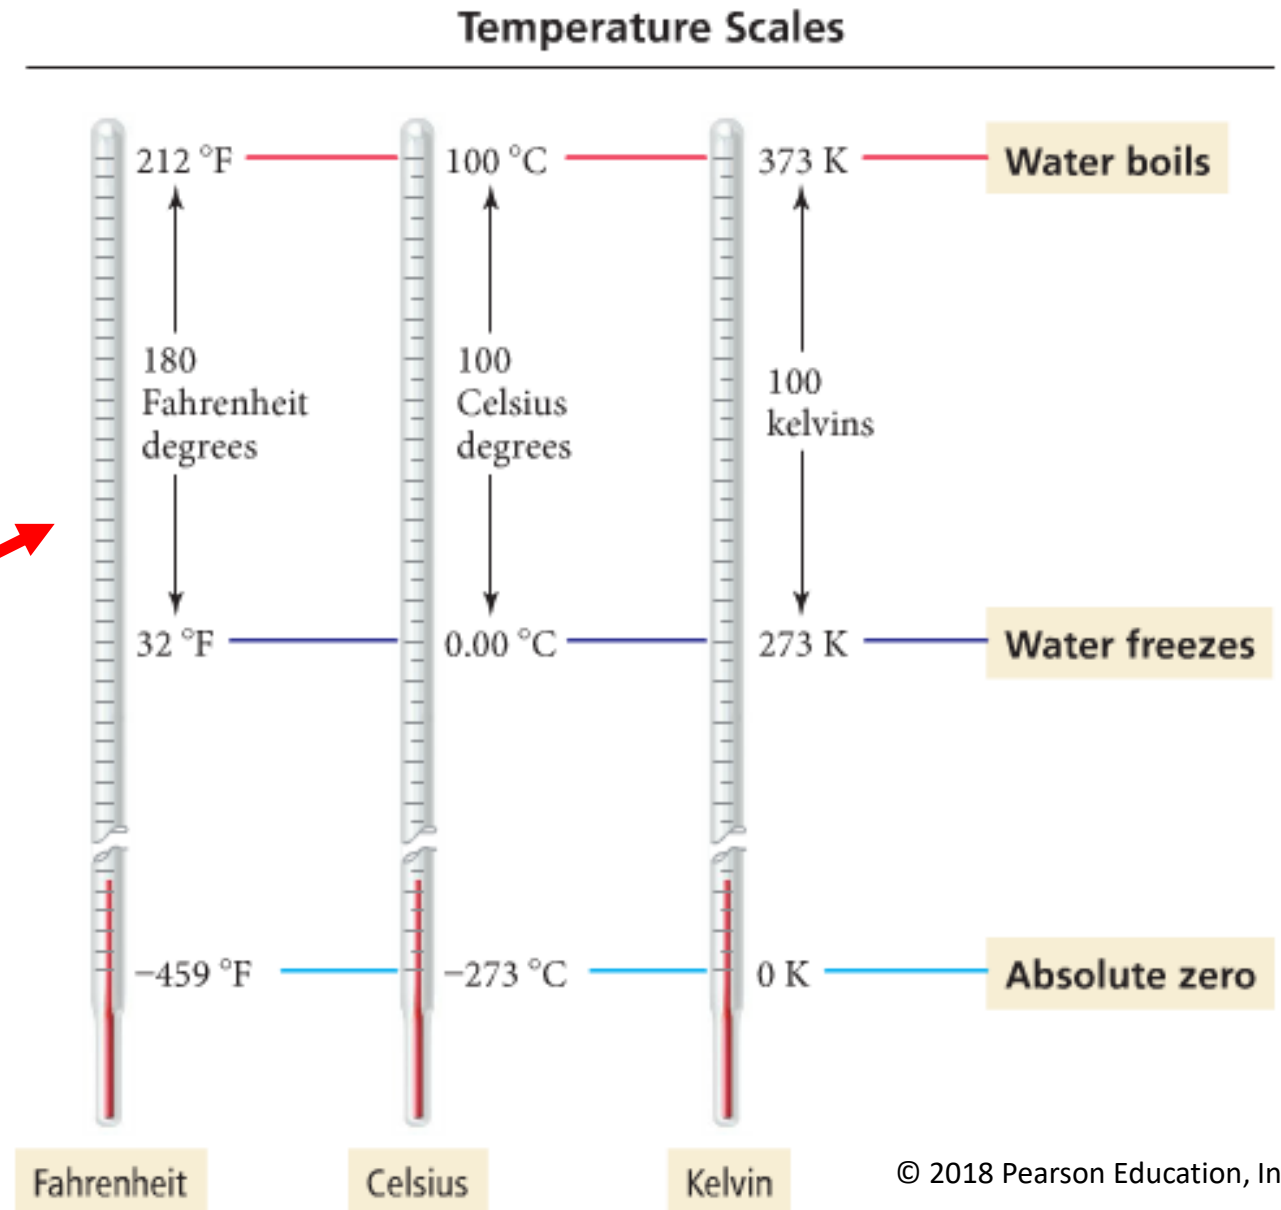 Temperature Scales
212 °F
100 °C
373 K
Water boils
180
Fahrenheit
degrees
100
Celsius
degrees
100
kelvins
32 °F
0.00 °C
273 K
Water freezes
−459 °F
−273 °C
0 K
Absolute zero
Fahrenheit
Celsius
Kelvin
© 2018 Pearson Education, In